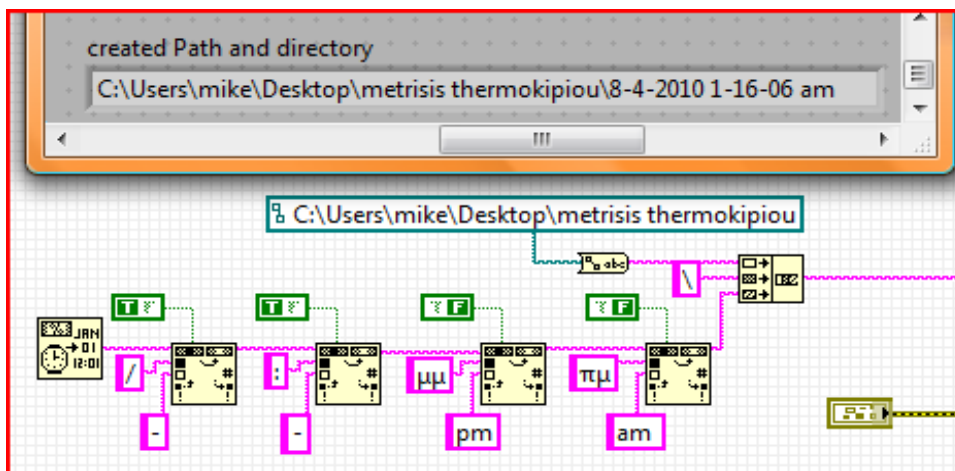 created Path and directory
C:\Users\mike\Desktop\metrisis thermokipiou\8-4-2010 1-16-06 am
C:\Users\mike\Desktop\metrisis thermokipiou
abc
\
T
T
F
F
JAN
01
12:01
/
:
μμ
πμ
#
#
#
#
-
-
pm
am